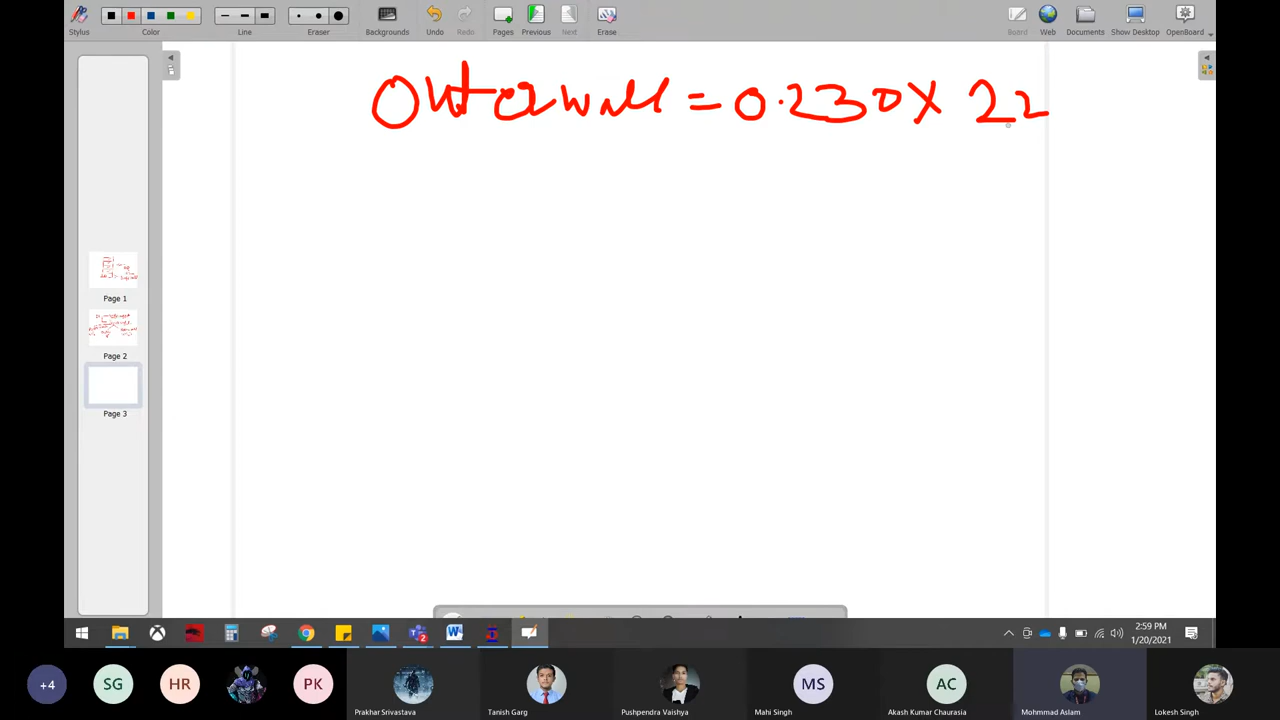 Stylus
Color
Line
Eraser
Backgrounds
Undo
Redo
Pages
Previous
Next
Erase
Board
Web
Documents
Show Desktop
OpenBoard
Outer wall = 0.230 X 22
Page 1
Page 2
Page 3
2:59 PM
1/20/2021
+4
SG
HR
PK
MS
AC
Prakhar Srivastava
Tanish Garg
Pushpendra Vaishya
Mahi Singh
Akash Kumar Chaurasia
Mohmmad Aslam
Lokesh Singh